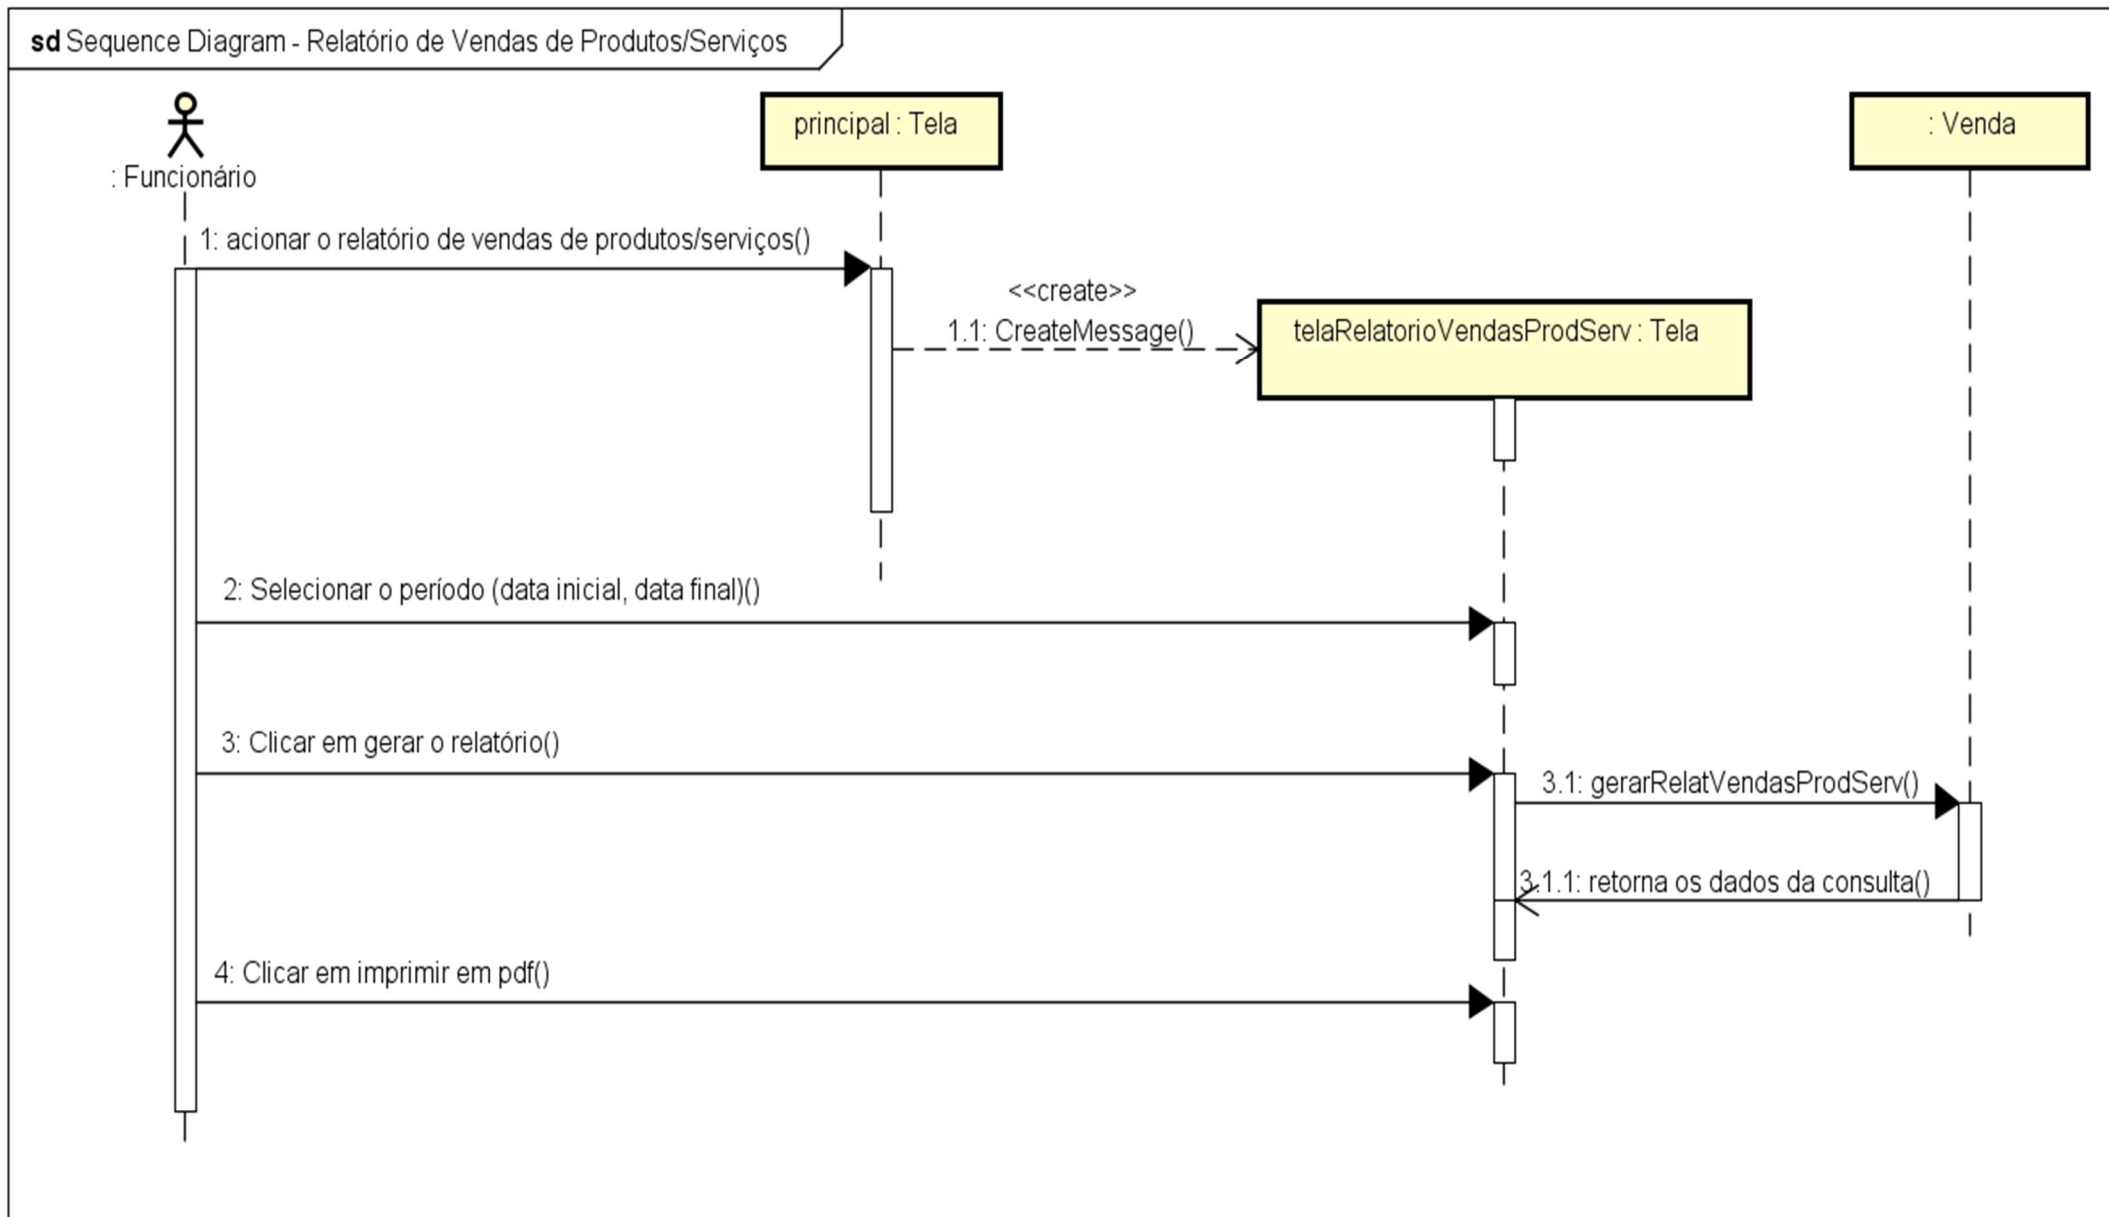 sd Sequence Diagram - Relatório de Vendas de Produtos/Serviços
principal : Tela
: Venda
: Funcionário
1: acionar o relatório de vendas de produtos/serviços()
<<create>>
1.1: CreateMessage()
telaRelatorioVendasProdServ : Tela
2: Selecionar o período (data inicial, data final)()
3: Clicar em gerar o relatório()
3.1: gerarRelatVendasProdServ()
3.1.1: retorna os dados da consulta()
4: Clicar em imprimir em pdf()